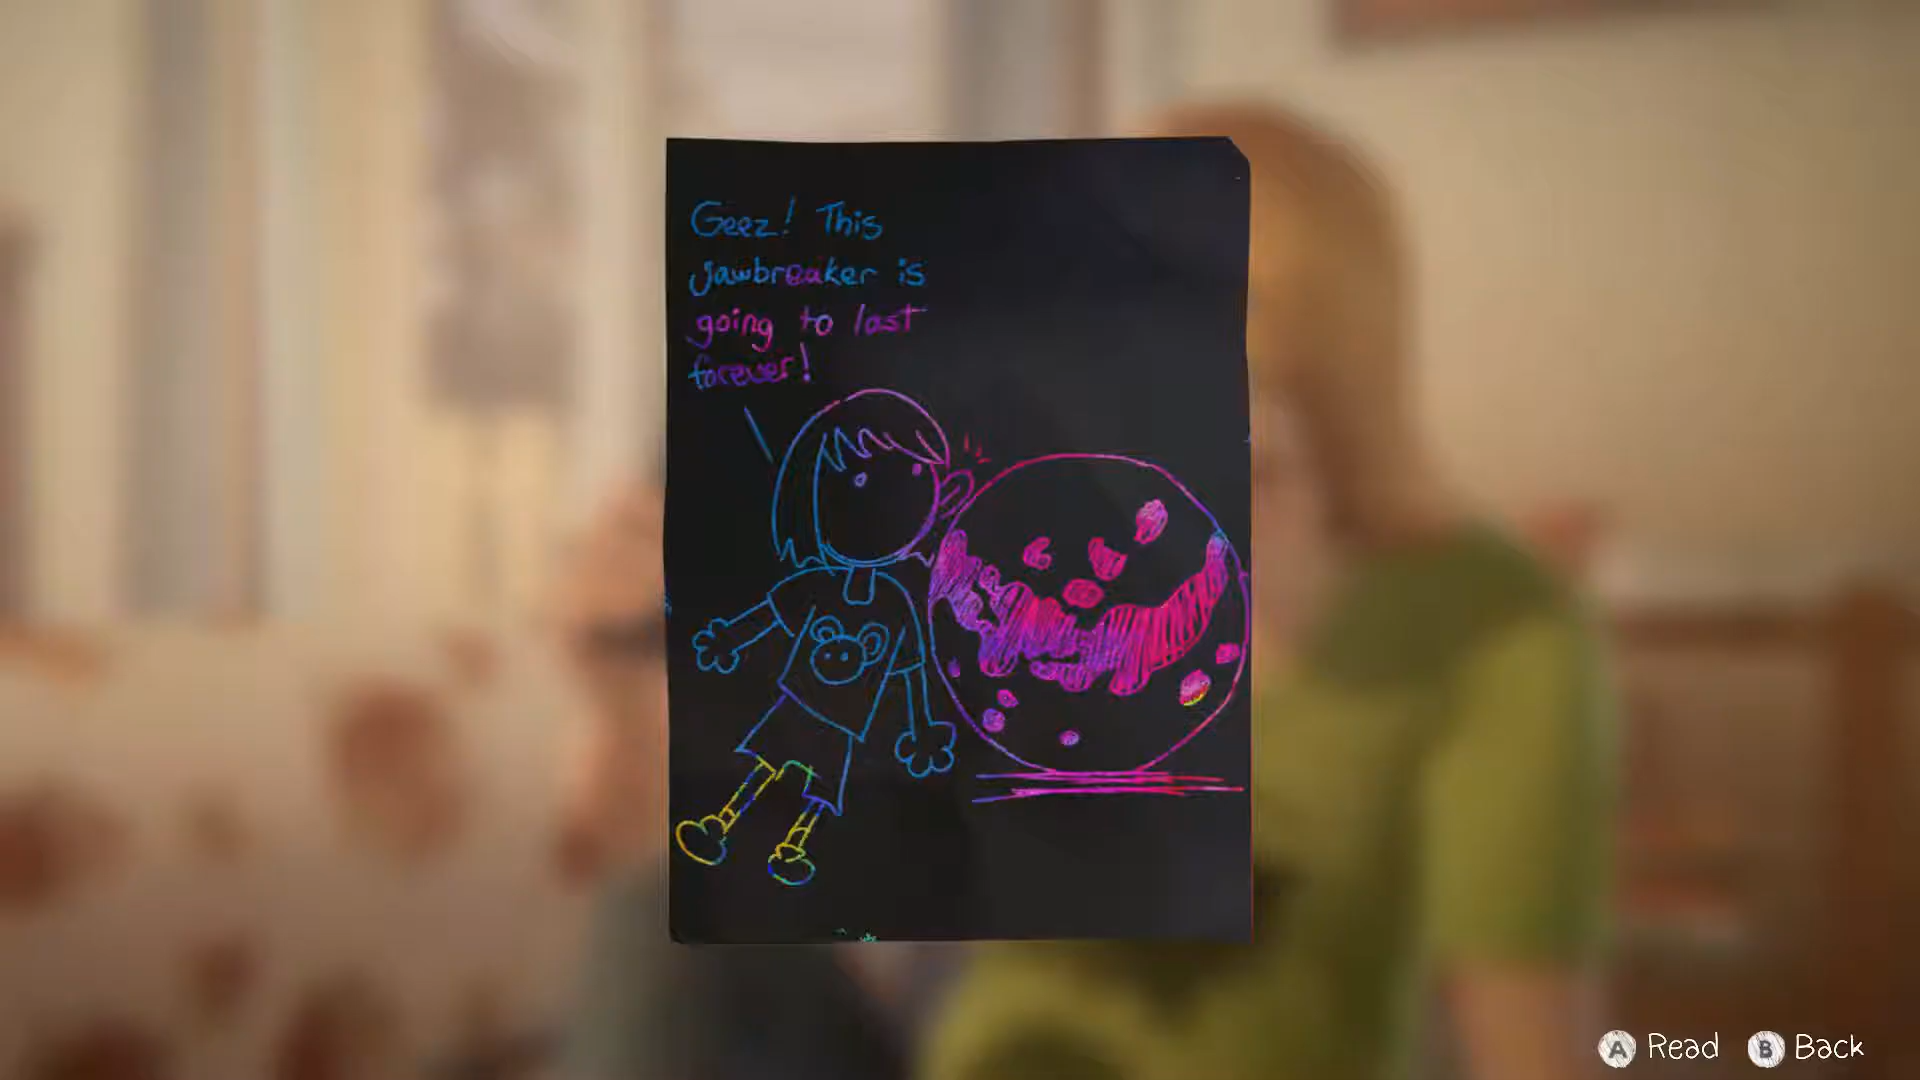 Geez! This
jawbreaker is
going to last
forever!
A Read B Back